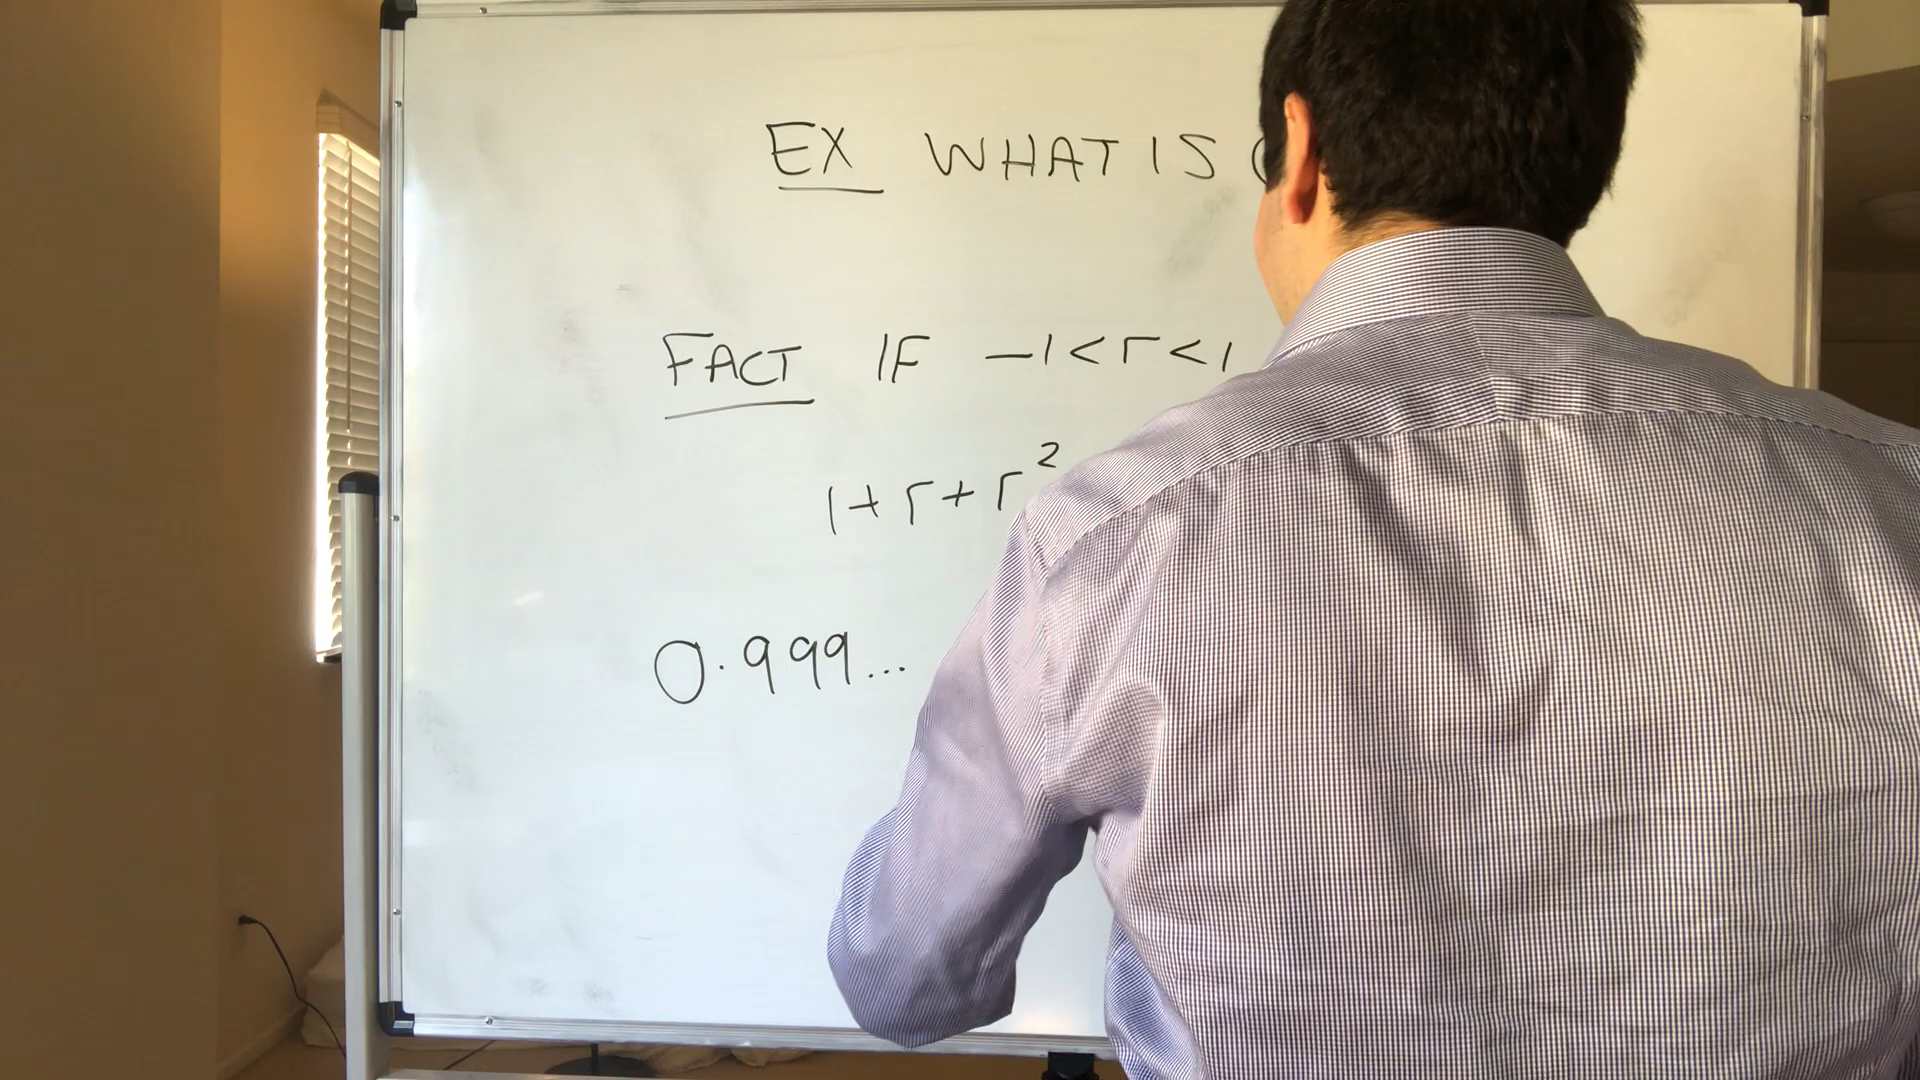 EX WHAT IS
FACT IF -1<r<1
1+r+r²
0.999...